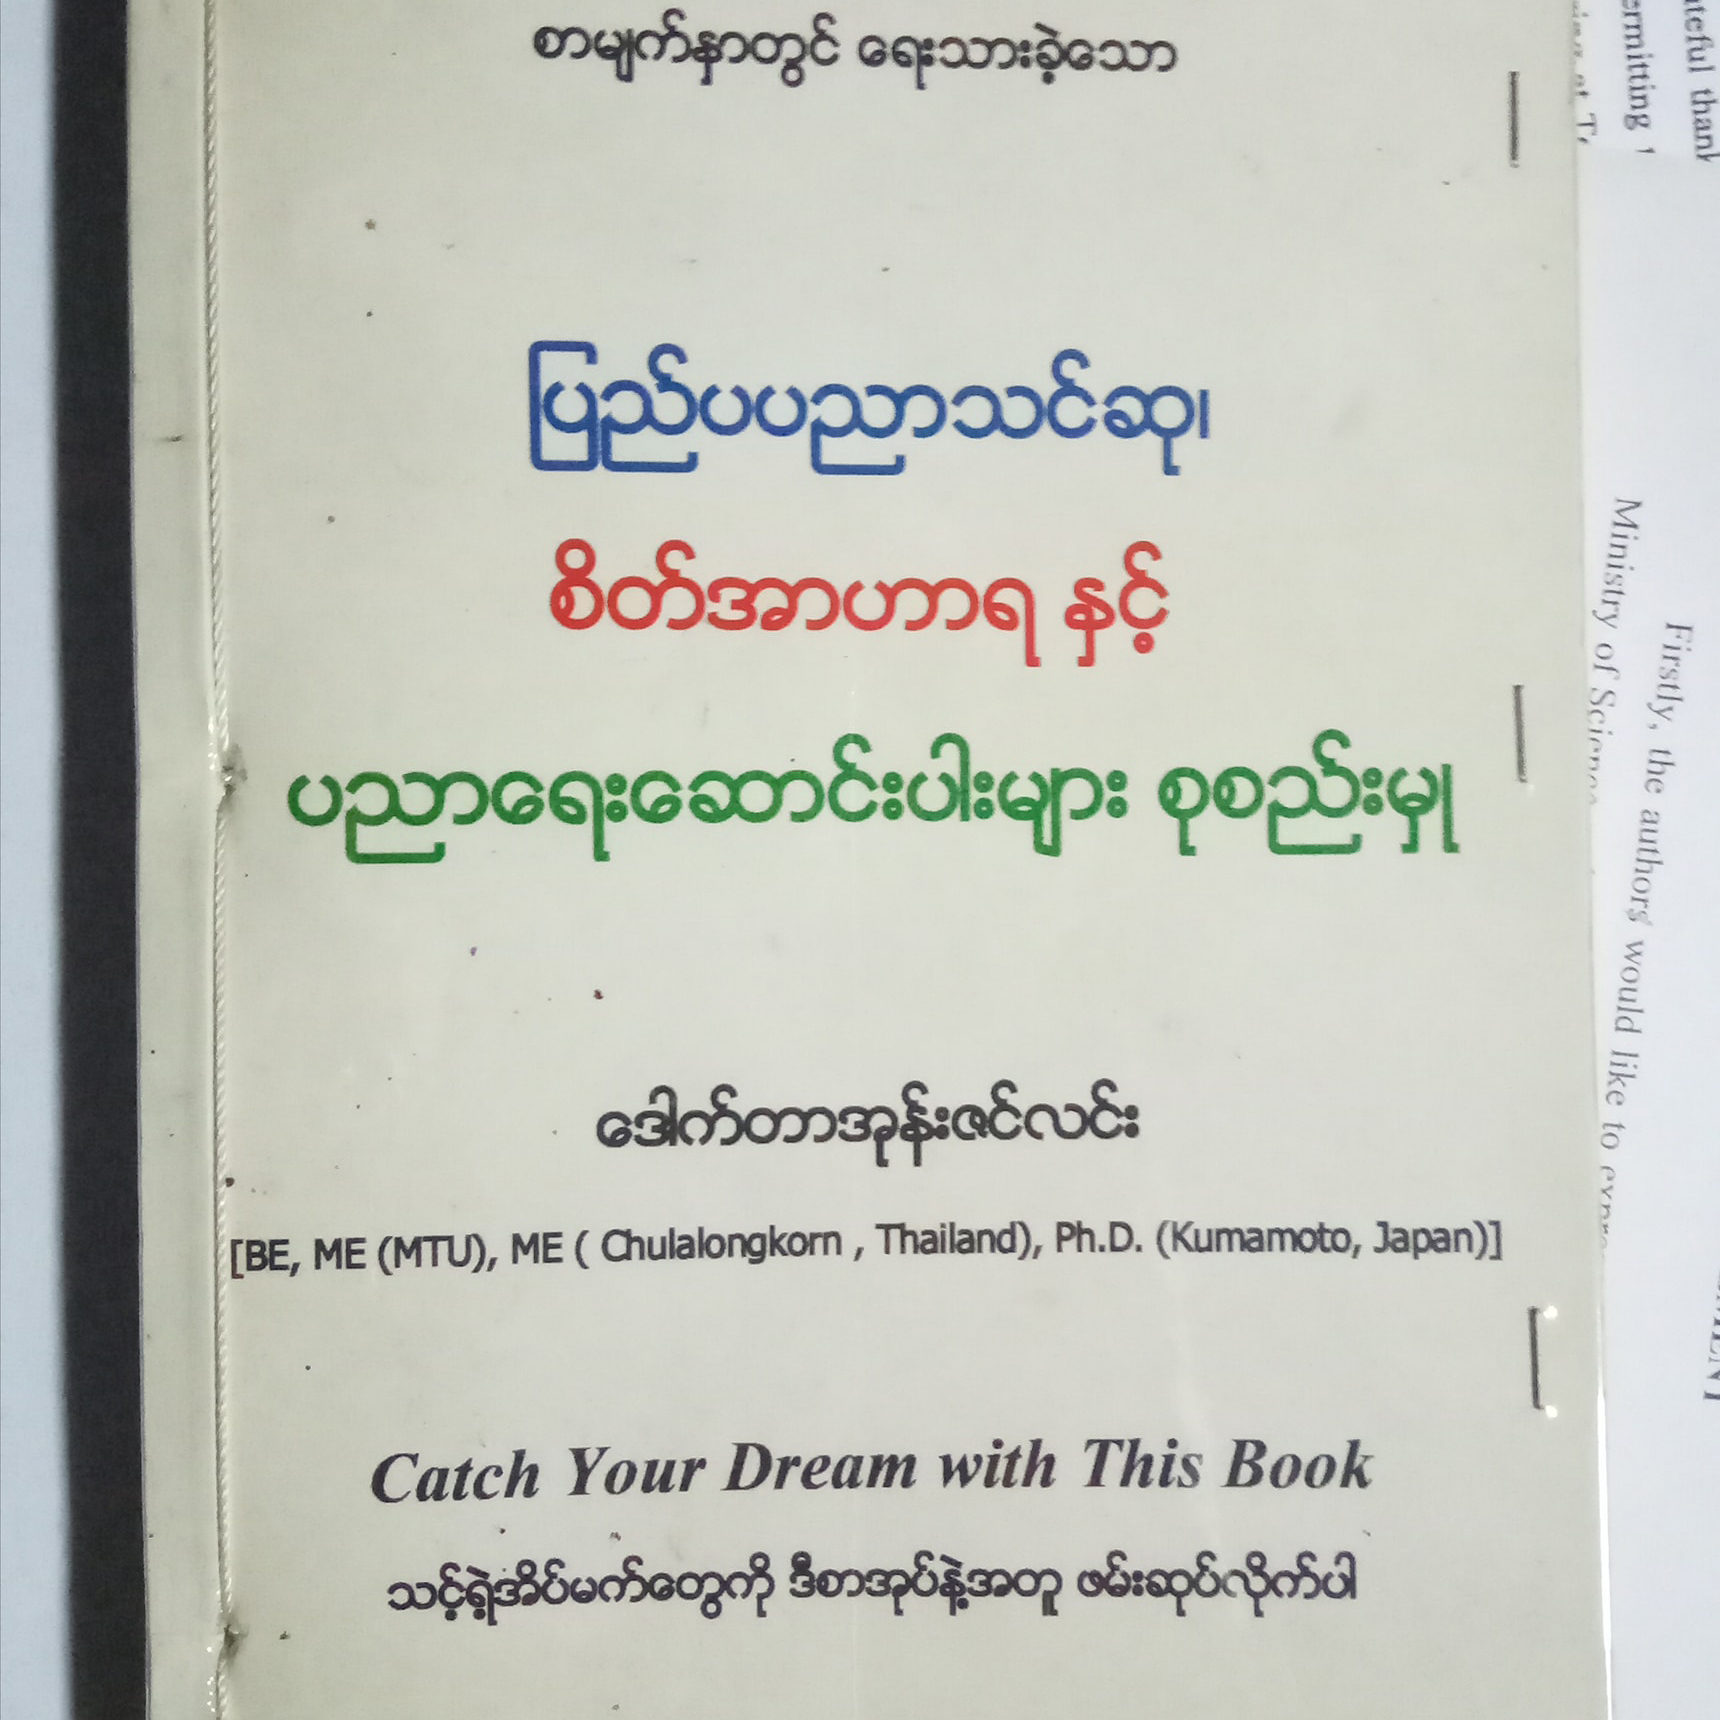 စာမျက်နှာတွင် ရေးသားခဲ့သော
ပြည်ပပညာသင်ဆု၊
စိတ်အာဟာရ နှင့်
ပညာရေးဆောင်းပါးများ စုစည်းမှု
ဒေါက်တာအုန်းဇင်လင်း
[BE, ME (MTU), ME ( Chulalongkorn , Thailand), Ph.D. (Kumamoto, Japan)]
Catch Your Dream with This Book
သင့်ရဲ့အိပ်မက်တွေကို ဒီစာအုပ်နဲ့အတူ ဖမ်းဆုပ်လိုက်ပါ
Firstly, the authors would like to
Ministry of